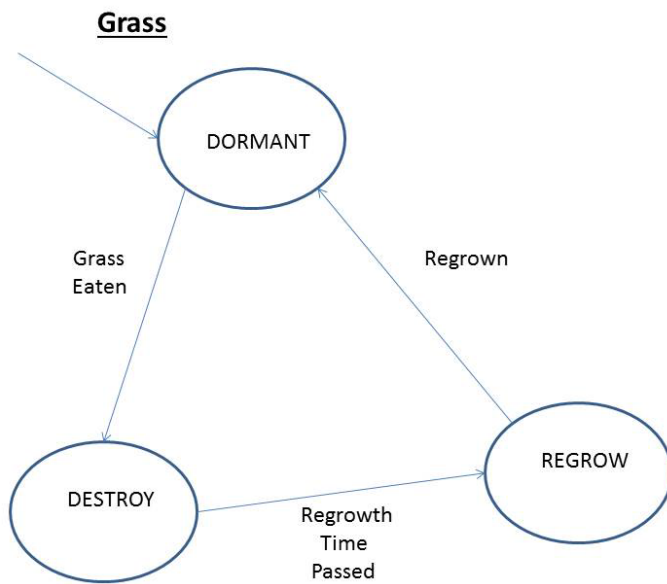 Grass
DORMANT
Grass
Eaten
Regrown
REGROW
DESTROY
Regrowth
Time
Passed